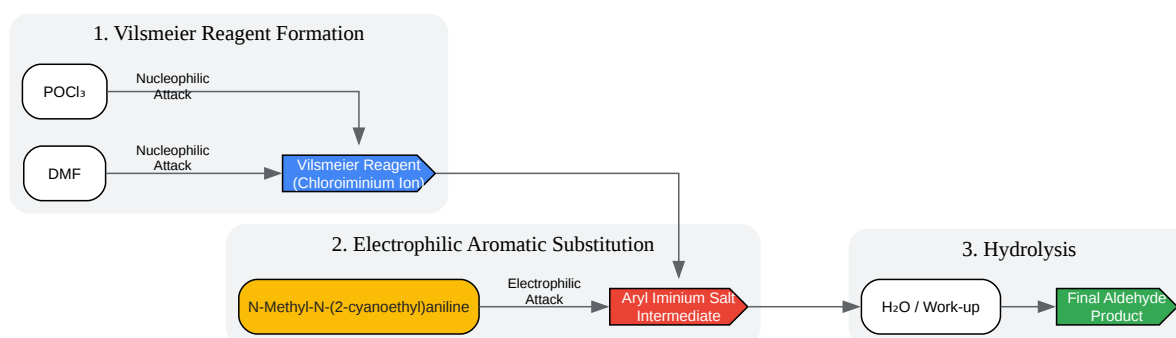 1. Vilsmeier Reagent Formation
POCl₃
Nucleophilic
Attack
DMF
Nucleophilic
Attack
Vilsmeier Reagent
(Chloroiminium Ion)
2. Electrophilic Aromatic Substitution
N-Methyl-N-(2-cyanoethyl)aniline
Electrophilic
Attack
Aryl Iminium Salt
Intermediate
3. Hydrolysis
H₂O / Work-up
Final Aldehyde
Product